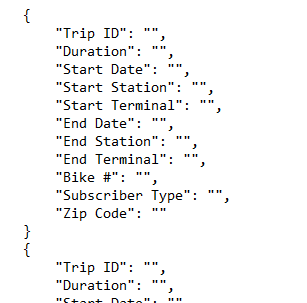 {
"Trip ID": "",
"Duration": "",
"Start Date": "",
"Start Station": "",
"Start Terminal": "",
"End Date": "",
"End Station": "",
"End Terminal": "",
"Bike #": "",
"Subscriber Type": "",
"Zip Code": ""
}
{
"Trip ID": "",
"Duration": "",
"Start Date": "",